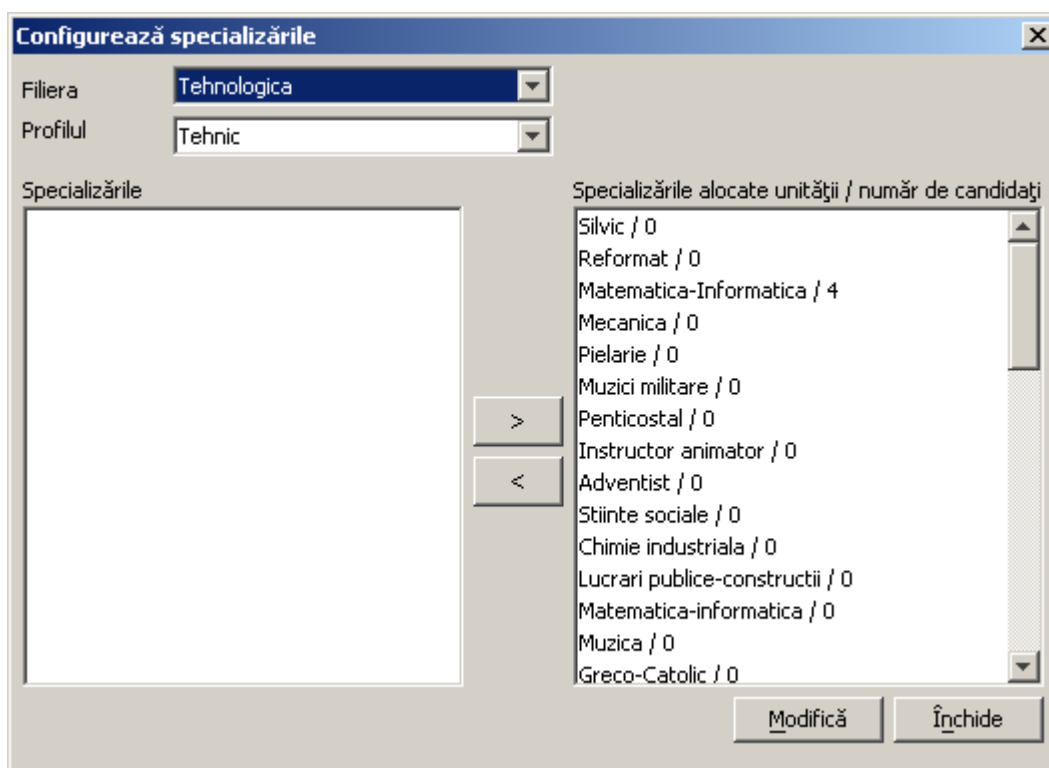 Configurează specializările
Filiera Tehnologica
Profilul Tehnic
Specializările
Specializările alocate unităţii / număr de candidaţi
Silvic / 0
Reformat / 0
Matematica-Informatica / 4
Mecanica / 0
Pielarie / 0
Muzici militare / 0
Penticostal / 0
Instructor animator / 0
Adventist / 0
Stiinte sociale / 0
Chimie industriala / 0
Lucrari publice-constructii / 0
Matematica-informatica / 0
Muzica / 0
Greco-Catolic / 0
>
<
Modifică Închide